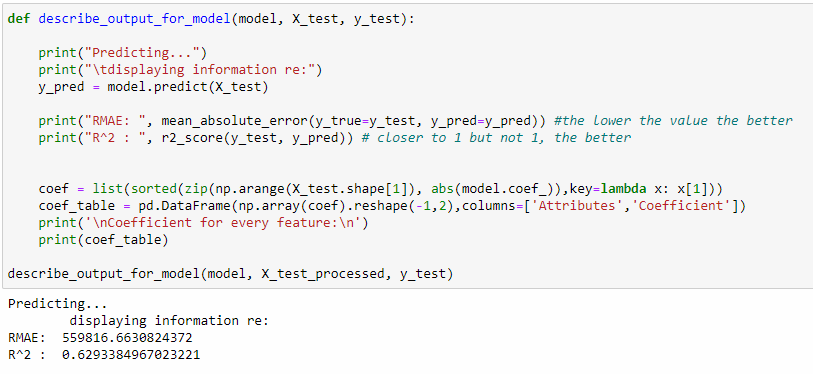 def describe_output_for_model(model, X_test, y_test):
print("Predicting...")
print("\tdisplaying information re:")
y_pred = model.predict(X_test)
print("RMAE: ", mean_absolute_error(y_true=y_test, y_pred=y_pred)) #the lower the value the better
print("R^2 : ", r2_score(y_test, y_pred)) # closer to 1 but not 1, the better
coef = list(sorted(zip(np.arange(X_test.shape[1]), abs(model.coef_)),key=lambda x: x[1]))
coef_table = pd.DataFrame(np.array(coef).reshape(-1,2),columns=['Attributes','Coefficient'])
print('\nCoefficient for every feature:\n')
print(coef_table)
describe_output_for_model(model, X_test_processed, y_test)
Predicting...
displaying information re:
RMAE:  559816.6630824372
R^2 :  0.6293384967023221